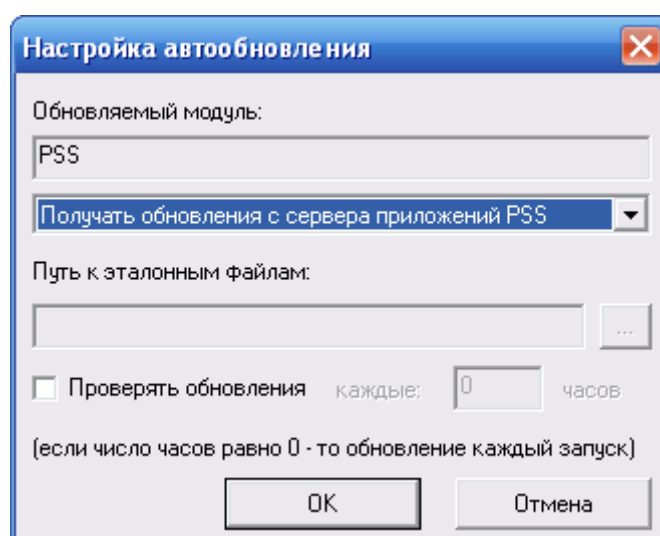 Настройка автообновления
Обновляемый модуль:
PSS
Получать обновления с сервера приложений PSS
Путь к эталонным файлам:
...
Проверять обновления каждые: 0 часов
(если число часов равно 0 - то обновление каждый запуск)
OK Отмена